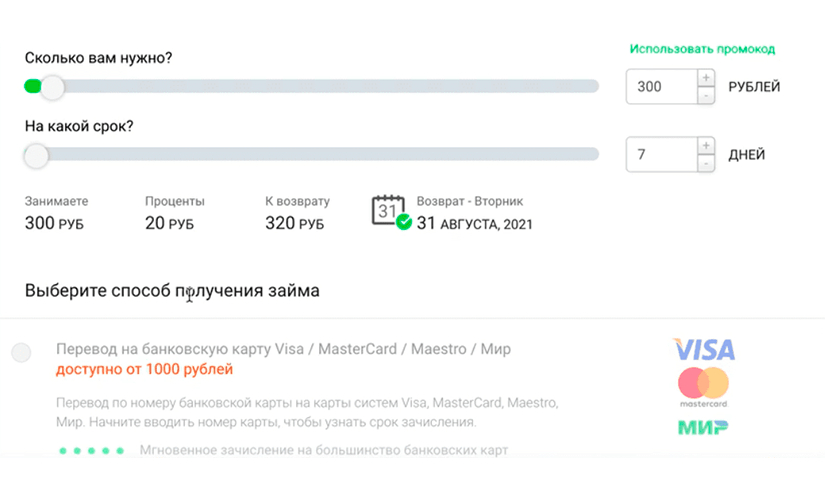 Использовать промокод
Сколько вам нужно?
300 + - РУБЛЕЙ
На какой срок?
7 + - ДНЕЙ
Занимаете Проценты К возврату Возврат - Вторник
300 РУБ 20 РУБ 320 РУБ 31 31 АВГУСТА, 2021
Выберите способ получения займа
Перевод на банковскую карту Visa / MasterCard / Maestro / Мир
доступно от 1000 рублей
VISA
mastercard
Перевод по номеру банковской карты на карты систем Visa, MasterCard, Maestro,
Мир. Начните вводить номер карты, чтобы узнать срок зачисления.
МИР
Мгновенное зачисление на большинство банковских карт